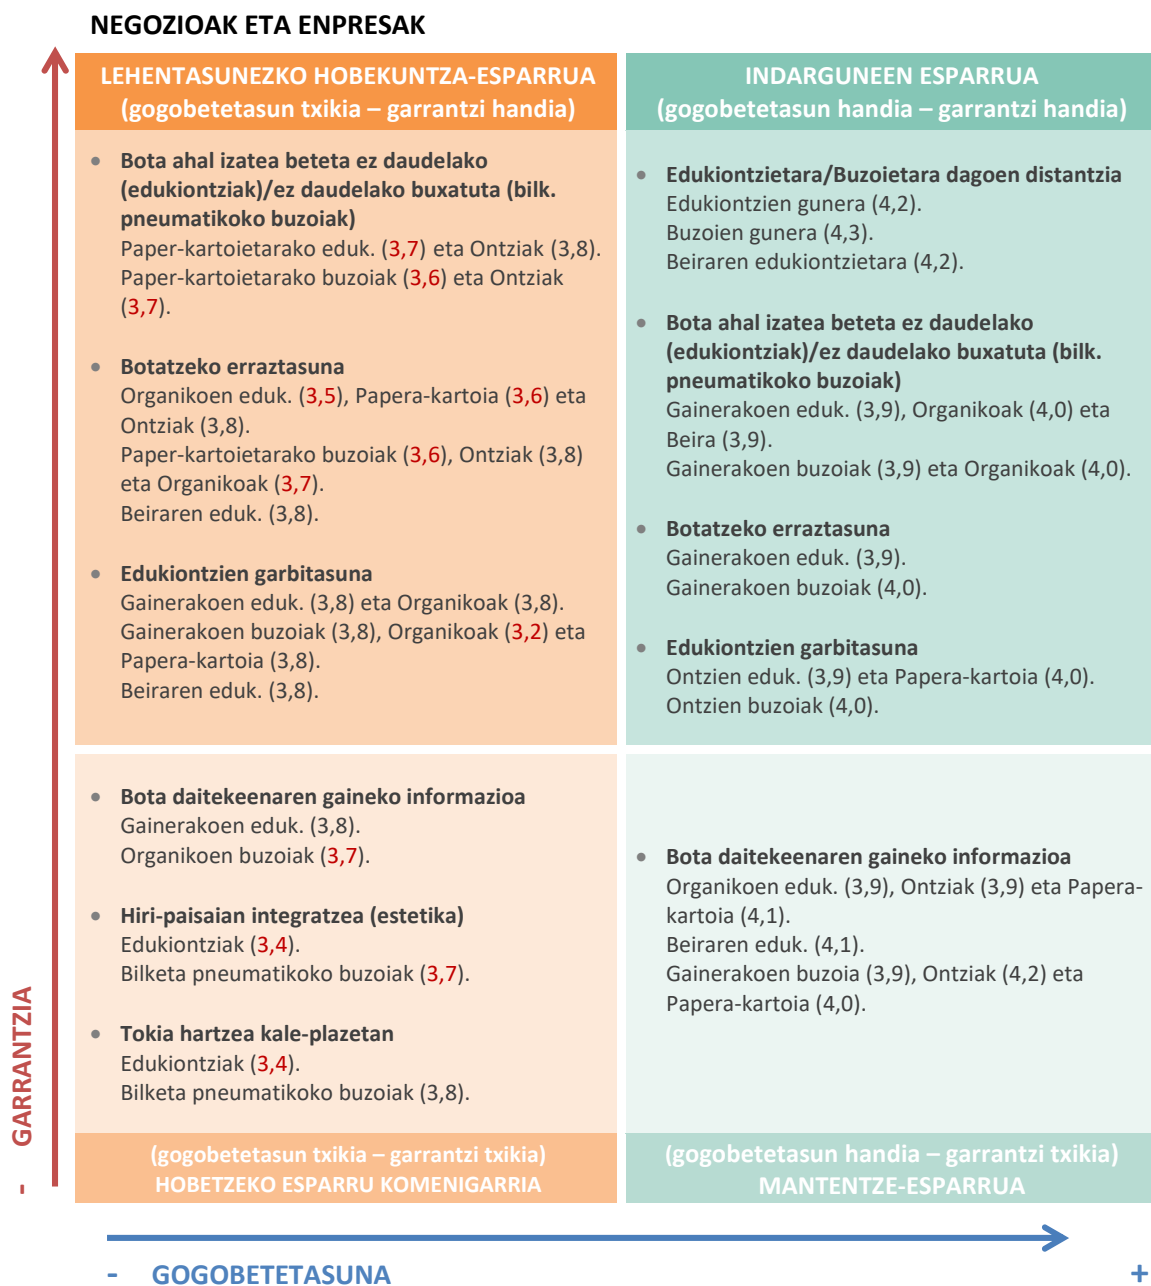 NEGOZIOAK ETA ENPRESAK
LEHENTASUNEZKO HOBEKUNTZA-ESPARRUA
(gogobetetasun txikia – garrantzi handia)
• Bota ahal izatea beteta ez daudelako
(edukiontziak)/ez daudelako buxatuta (bilk.
pneumatikoko buzoiak)
Paper-kartoietarako eduk. (3,7) eta Ontziak (3,8).
Paper-kartoietarako buzoiak (3,6) eta Ontziak
(3,7).
• Botatzeko erraztasuna
Organikoen eduk. (3,5), Papera-kartoia (3,6) eta
Ontziak (3,8).
Paper-kartoietarako buzoiak (3,6), Ontziak (3,8)
eta Organikoak (3,7).
Beiraren eduk. (3,8).
• Edukiontzien garbitasuna
Gainerakoen eduk. (3,8) eta Organikoak (3,8).
Gainerakoen buzoiak (3,8), Organikoak (3,2) eta
Papera-kartoia (3,8).
Beiraren eduk. (3,8).
INDARGUNEEN ESPARRUA
(gogobetetasun handia – garrantzi handia)
• Edukiontzietara/Buzoietara dagoen distantzia
Edukiontzien gunera (4,2).
Buzoien gunera (4,3).
Beiraren edukiontzietara (4,2).
• Bota ahal izatea beteta ez daudelako
(edukiontziak)/ez daudelako buxatuta (bilk.
pneumatikoko buzoiak)
Gainerakoen eduk. (3,9), Organikoak (4,0) eta
Beira (3,9).
Gainerakoen buzoiak (3,9) eta Organikoak (4,0).
• Botatzeko erraztasuna
Gainerakoen eduk. (3,9).
Gainerakoen buzoiak (4,0).
• Edukiontzien garbitasuna
Ontzien eduk. (3,9) eta Papera-kartoia (4,0).
Ontzien buzoiak (4,0).
• Bota daitekeenaren gaineko informazioa
Gainerakoen eduk. (3,8).
Organikoen buzoiak (3,7).
• Hiri-paisaian integratzea (estetika)
Edukiontziak (3,4).
Bilketa pneumatikoko buzoiak (3,7).
• Tokia hartzea kale-plazetan
Edukiontziak (3,4).
Bilketa pneumatikoko buzoiak (3,8).
(gogobetetasun txikia – garrantzi txikia)
HOBETZEKO ESPARRU KOMENIGARRIA
• Bota daitekeenaren gaineko informazioa
Organikoen eduk. (3,9), Ontziak (3,9) eta Papera-
kartoia (4,1).
Beiraren eduk. (4,1).
Gainerakoen buzoia (3,9), Ontziak (4,2) eta
Papera-kartoia (4,0).
(gogobetetasun handia – garrantzi txikia)
MANTENTZE-ESPARRUA
- GARRANTZIA
- GOGOBETETASUNA +